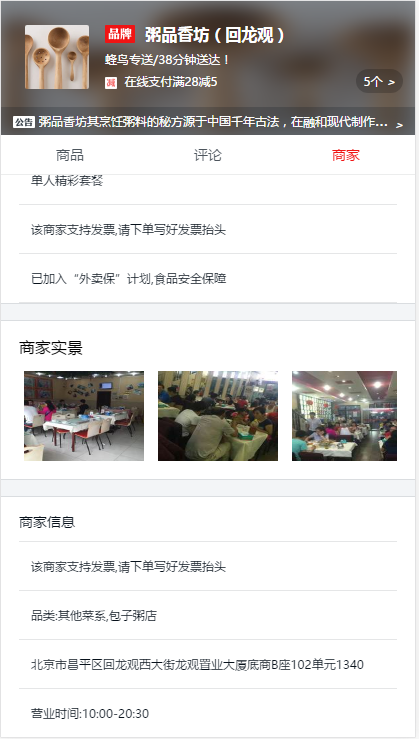 品牌 粥品香坊（回龙观）
蜂鸟专送/38分钟送达！
减 在线支付满28减5
5个 >
公告 粥品香坊其烹饪粥料的秘方源于中国千年古法，在融和现代制作... >
商品 评论 商家
单人精彩套餐
该商家支持发票,请下单写好发票抬头
已加入“外卖保”计划,食品安全保障
商家实景
商家信息
该商家支持发票,请下单写好发票抬头
品类:其他菜系,包子粥店
北京市昌平区回龙观西大街龙观置业大厦底商B座102单元1340
营业时间:10:00-20:30